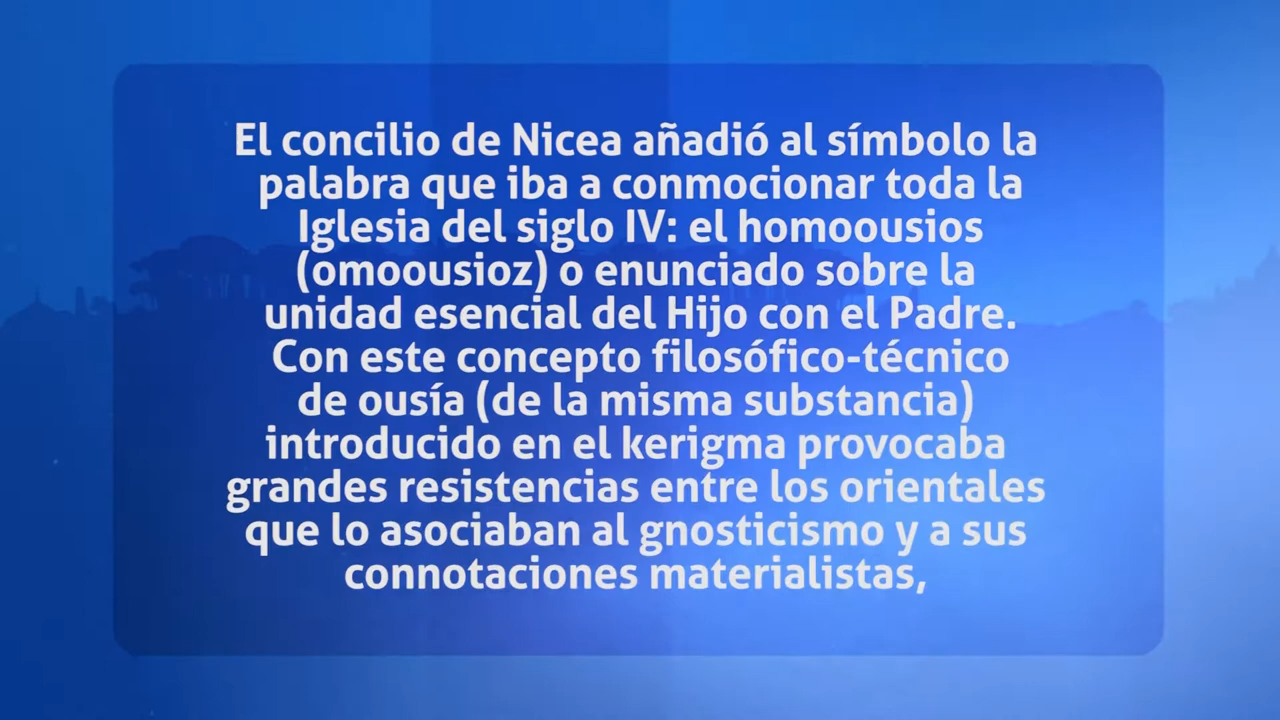 El concilio de Nicea añadió al símbolo la
palabra que iba a conmocionar toda la
Iglesia del siglo IV: el homoousios
(omoousioz) o enunciado sobre la
unidad esencial del Hijo con el Padre.
Con este concepto filosófico-técnico
de ousía (de la misma substancia)
introducido en el kerigma provocaba
grandes resistencias entre los orientales
que lo asociaban al gnosticismo y a sus
connotaciones materialistas,